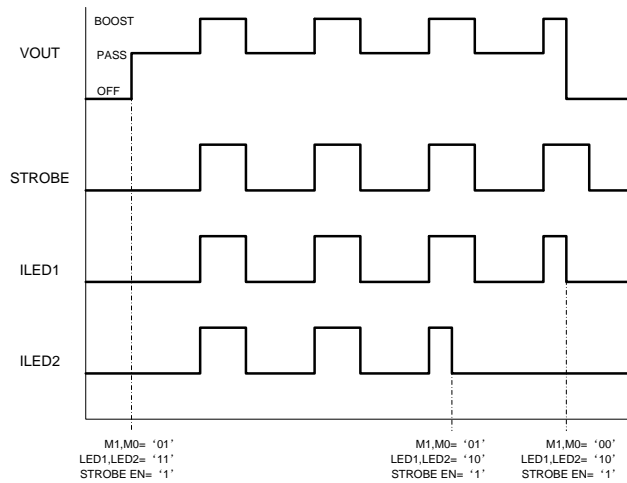 BOOST
VOUT
PASS
OFF
STROBE
ILED1
ILED2
M1,M0= ‘01’
LED1,LED2= ‘11’
STROBE EN= ‘1’
M1,M0= ‘01’
LED1,LED2= ‘10’
STROBE EN= ‘1’
M1,M0= ‘00’
LED1,LED2= ‘10’
STROBE EN= ‘1’